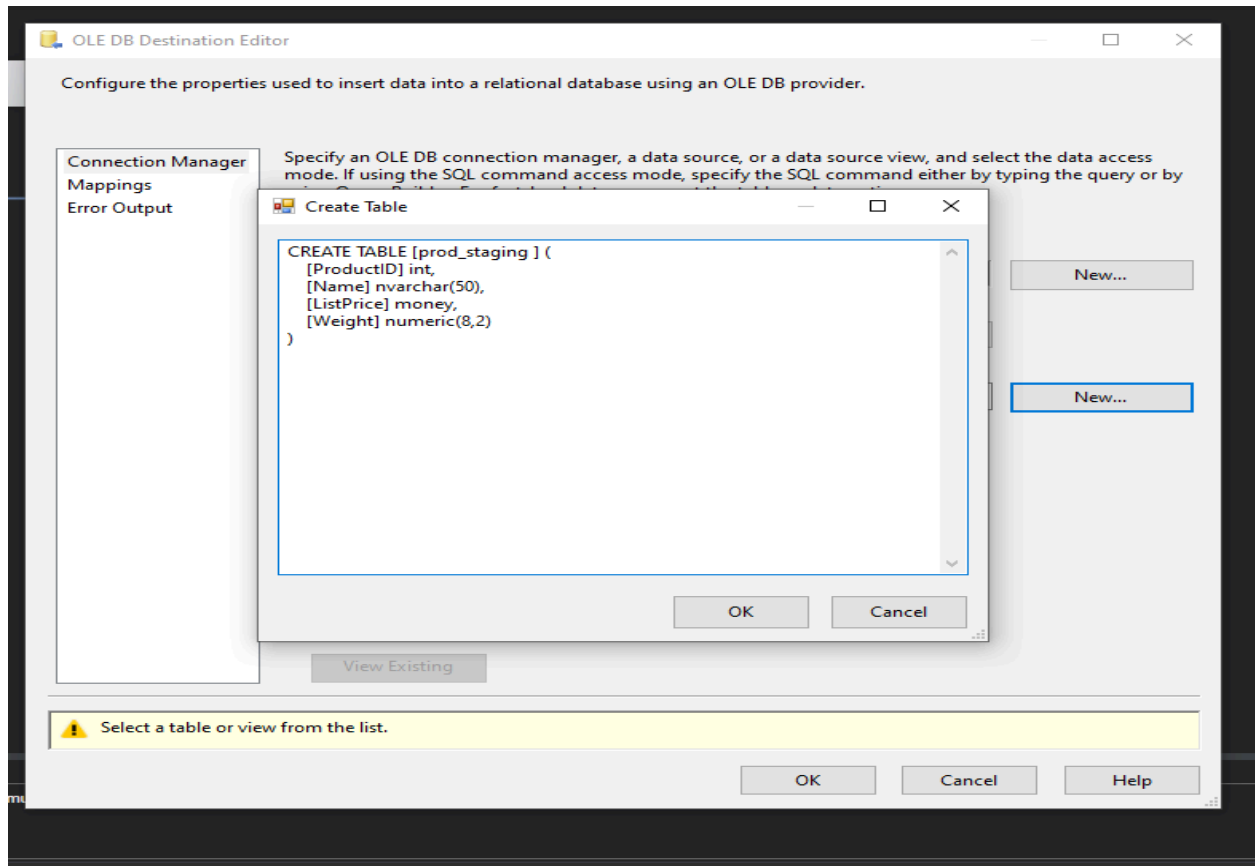 OLE DB Destination Editor
Configure the properties used to insert data into a relational database using an OLE DB provider.
Connection Manager
Mappings
Error Output
Specify an OLE DB connection manager, a data source, or a data source view, and select the data access
mode. If using the SQL command access mode, specify the SQL command either by typing the query or by
Create Table
CREATE TABLE [prod_staging ] (
[ProductID] int,
[Name] nvarchar(50),
[ListPrice] money,
[Weight] numeric(8,2)
)
OK
Cancel
New...
New...
View Existing
Select a table or view from the list.
OK
Cancel
Help